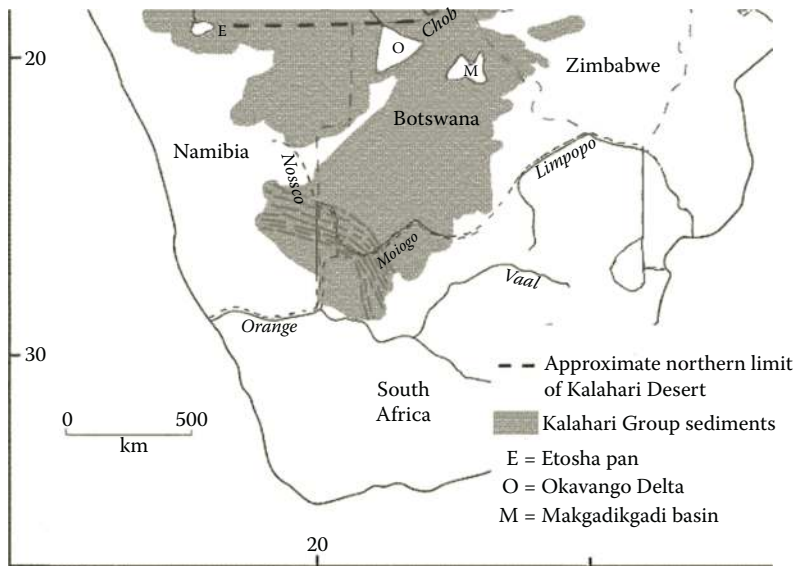 Chob
E
O
20
M
Zimbabwe
Botswana
Namibia
Nossco
Limpopo
Moiogo
Vaal
Orange
30
Approximate northern limit
of Kalahari Desert
South
Africa
0 500
km
Kalahari Group sediments
E = Etosha pan
O = Okavango Delta
M = Makgadikgadi basin
20